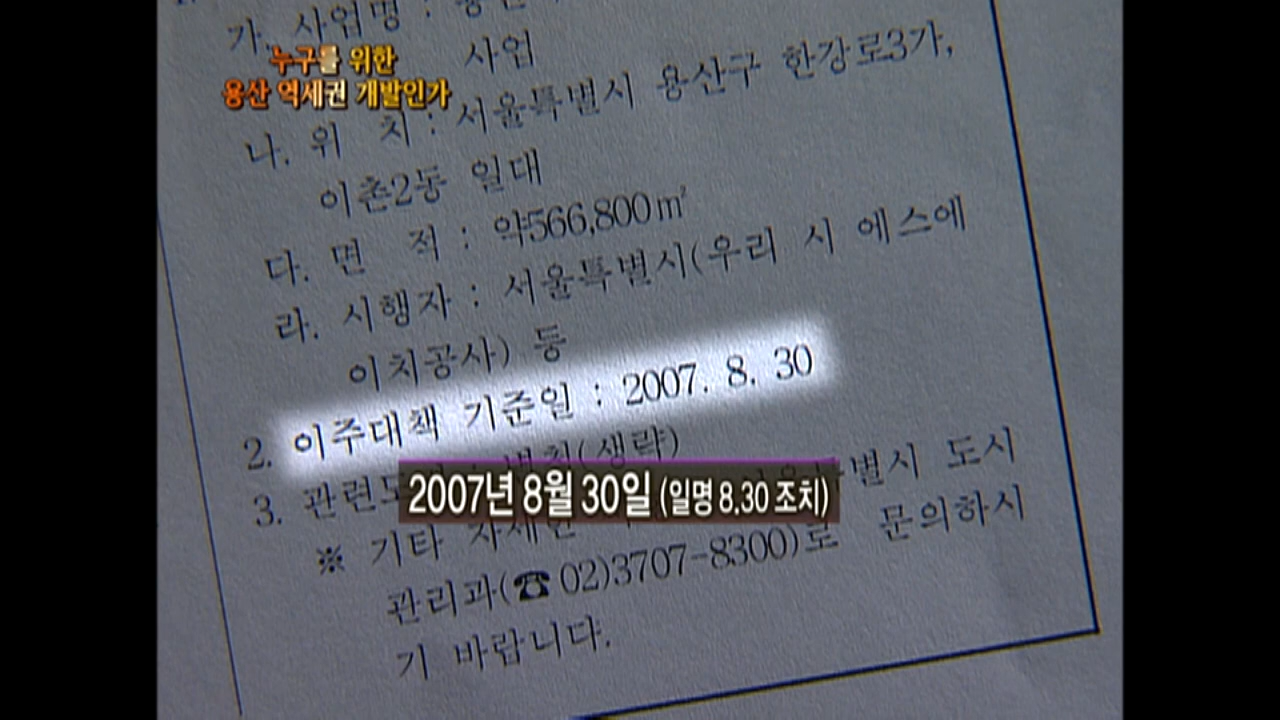 누구를 위한
용산 역세권 개발인가
가. 사업명 :
사업
나. 위 치 : 서울특별시 용산구 한강로3가,
이촌2동 일대
다. 면 적 : 약566,800㎡
라. 시행자 : 서울특별시(우리 시 에스에
이치공사) 등
2. 이주대책 기준일 : 2007. 8. 30
3. 관련도 (생략)
2007년 8월 30일 (일명 8.30 조치)
※ 기타 도시
관리과(☎ 02)3707-8300)로 문의하시
기 바랍니다.